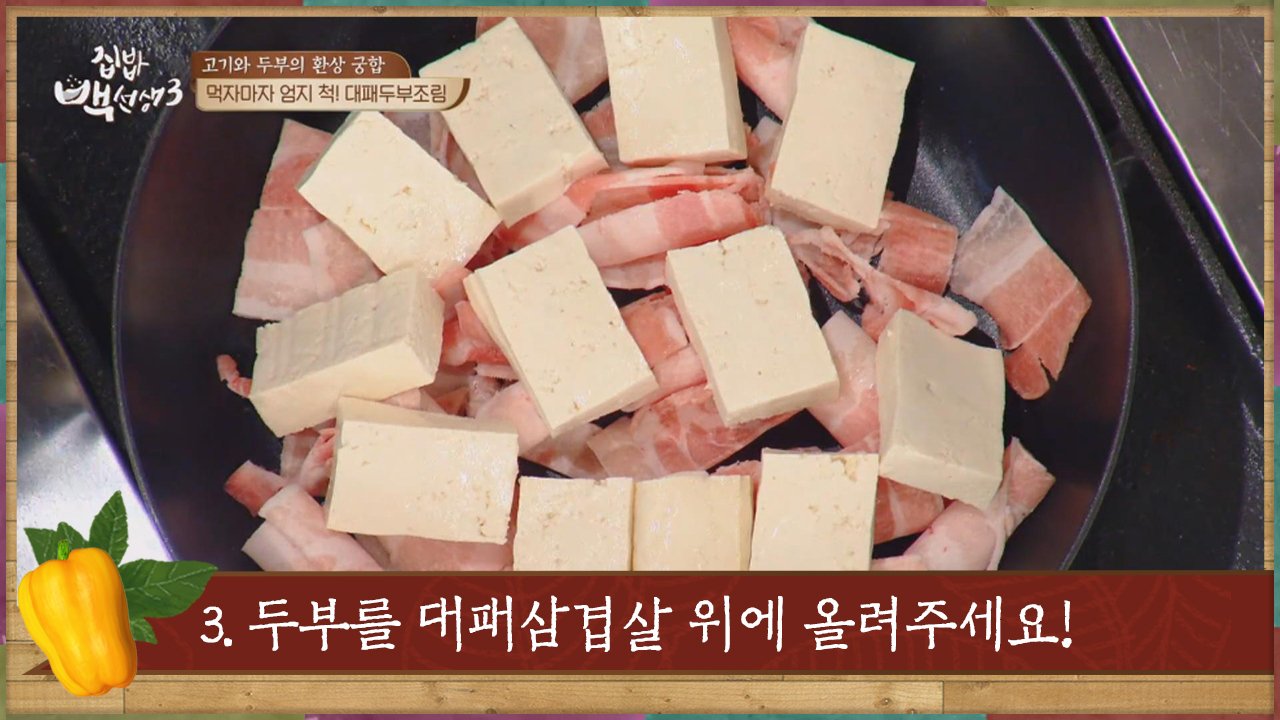 집밥
백선생3
고기와 두부의 환상 궁합
먹자마자 엄지 척! 대패두부조림
3. 두부를 대패삼겹살 위에 올려주세요!